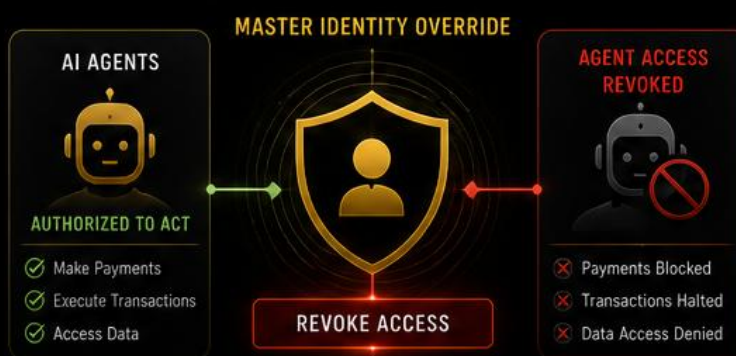 MASTER IDENTITY OVERRIDE
AI AGENTS
AUTHORIZED TO ACT
Make Payments
Execute Transactions
Access Data
REVOKE ACCESS
AGENT ACCESS
REVOKED
Payments Blocked
Transactions Halted
Data Access Denied